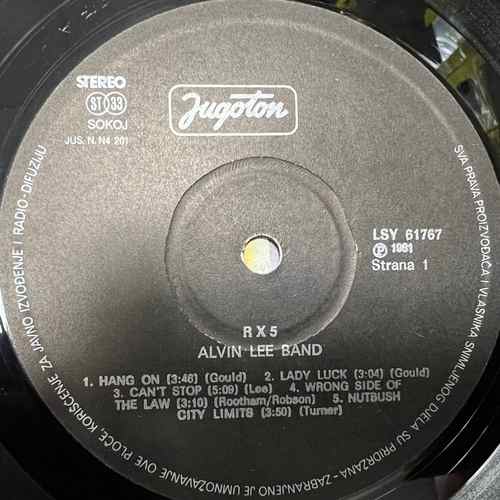 STEREO
ST 33
SOKOJ
JUS. N. N4 201
Jugoton
LSY 61767
Ⓟ 1981
Strana 1
R X 5
ALVIN LEE BAND
1. HANG ON (3:46) (Gould) 2. LADY LUCK (3:04) (Gould)
3. CAN'T STOP (5:09) (Lee) 4. WRONG SIDE OF
THE LAW (3:10) (Rootham/Robson) 5. NUTBUSH
CITY LIMITS (3:50) (Turner)
SVA PRAVA PROIZVOĐAČA I VLASNIKA SNIMLJENOG DJELA SU PRIDRŽANA - ZABRANJENO JE UMNOŽAVANJE OVE PLOČE, KORIŠĆENJE ZA JAVNO IZVOĐENJE I RADIO-DIFUZIJU